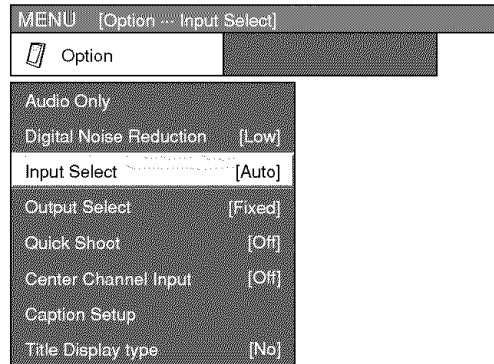 MENU [Option ... Input Select]
Option
Audio Only
Digital Noise Reduction [Low]
Input Select [Auto]
Output Select [Fixed]
Quick Shoot [Off]
Center Channel Input [Off]
Caption Setup
Title Display type [No]